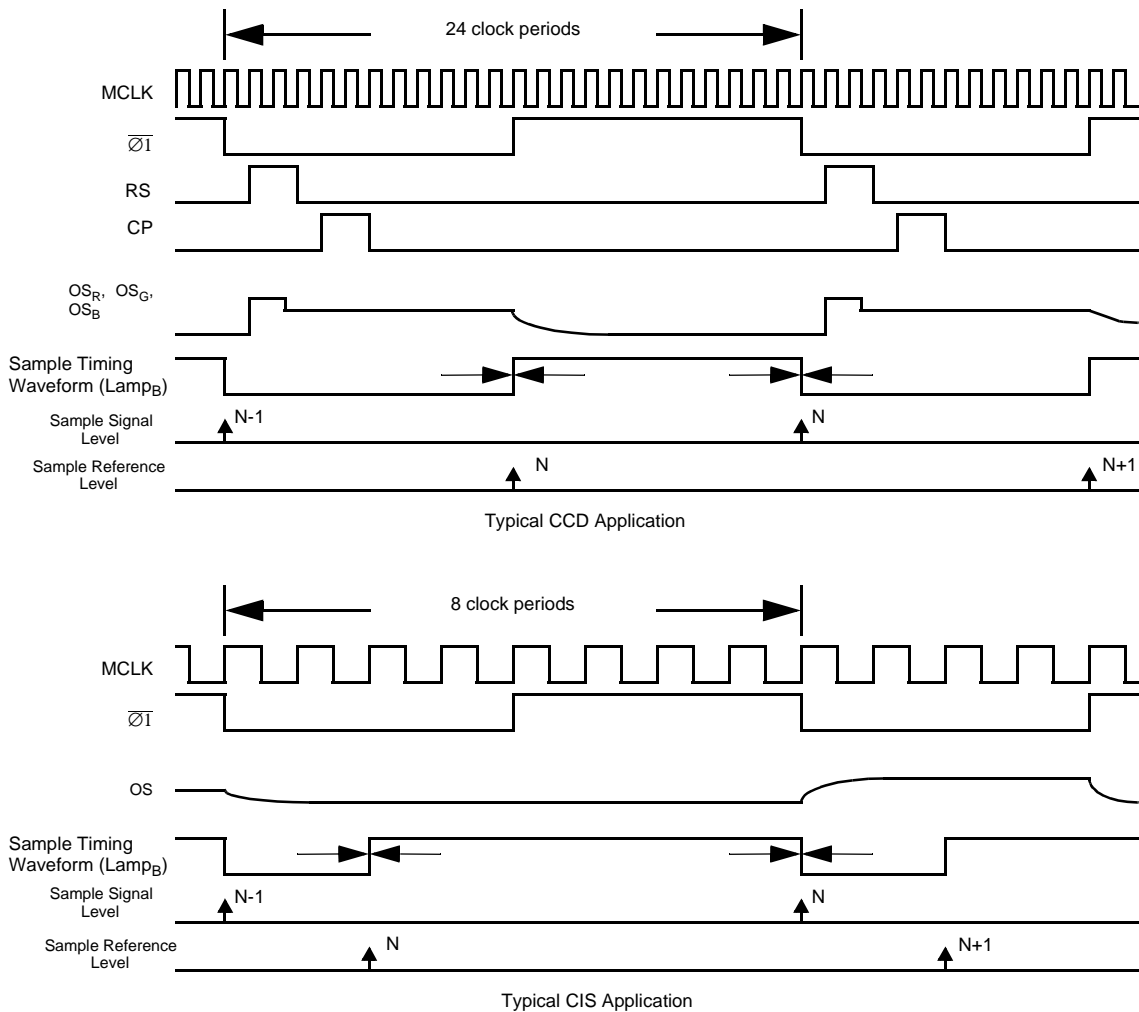 24 clock periods
MCLK
Ø1
RS
CP
OSR, OSG,
OSB
Sample Timing
Waveform (LampB)
Sample Signal
Level
N-1
N
Sample Reference
Level
N
N+1
Typical CCD Application
8 clock periods
MCLK
Ø1
OS
Sample Timing
Waveform (LampB)
Sample Signal
Level
N-1
N
Sample Reference
Level
N
N+1
Typical CIS Application